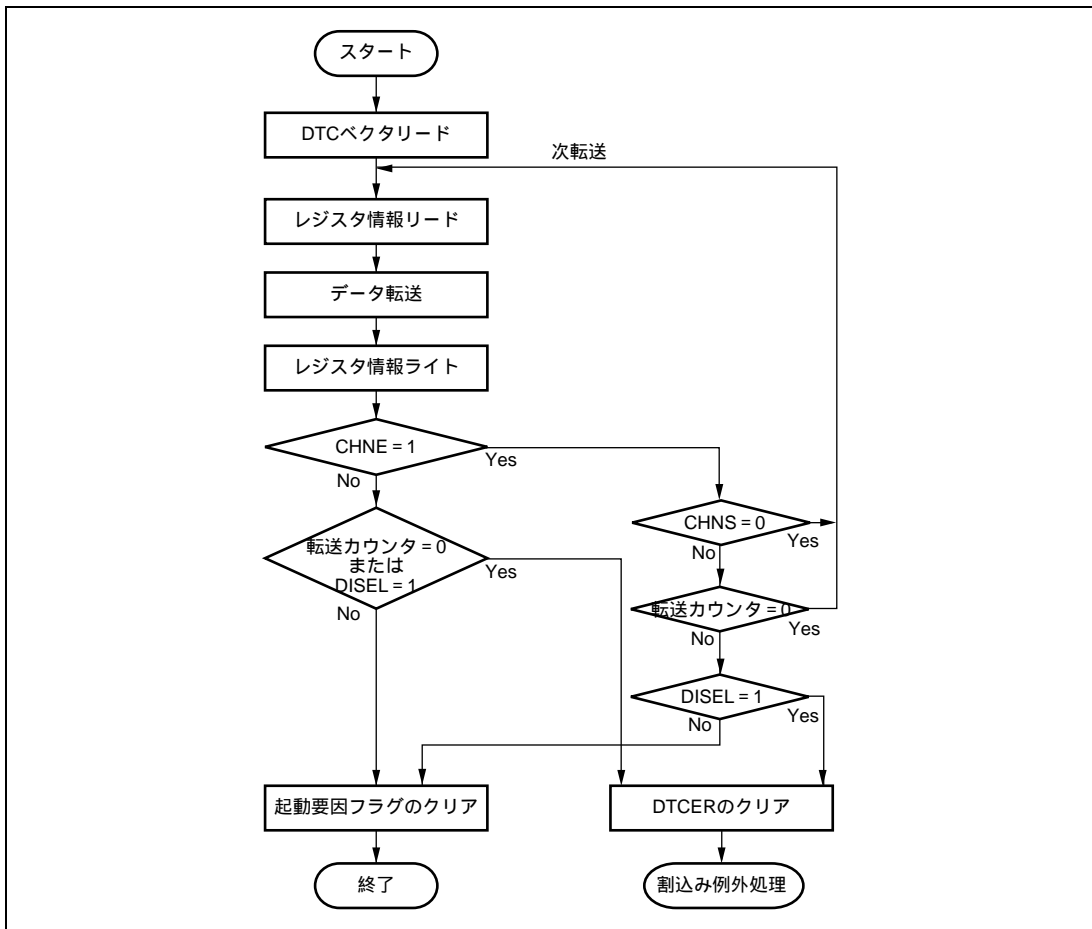 スタート
DTCベクタリード
次転送
レジスタ情報リード
データ転送
レジスタ情報ライト
CHNE = 1
Yes
No
CHNS = 0
Yes
No
転送カウンタ = 0
または
DISEL = 1
Yes
No
転送カウンタ = 0
Yes
No
DISEL = 1
Yes
No
起動要因フラグのクリア
DTCERのクリア
終了
割込み例外処理